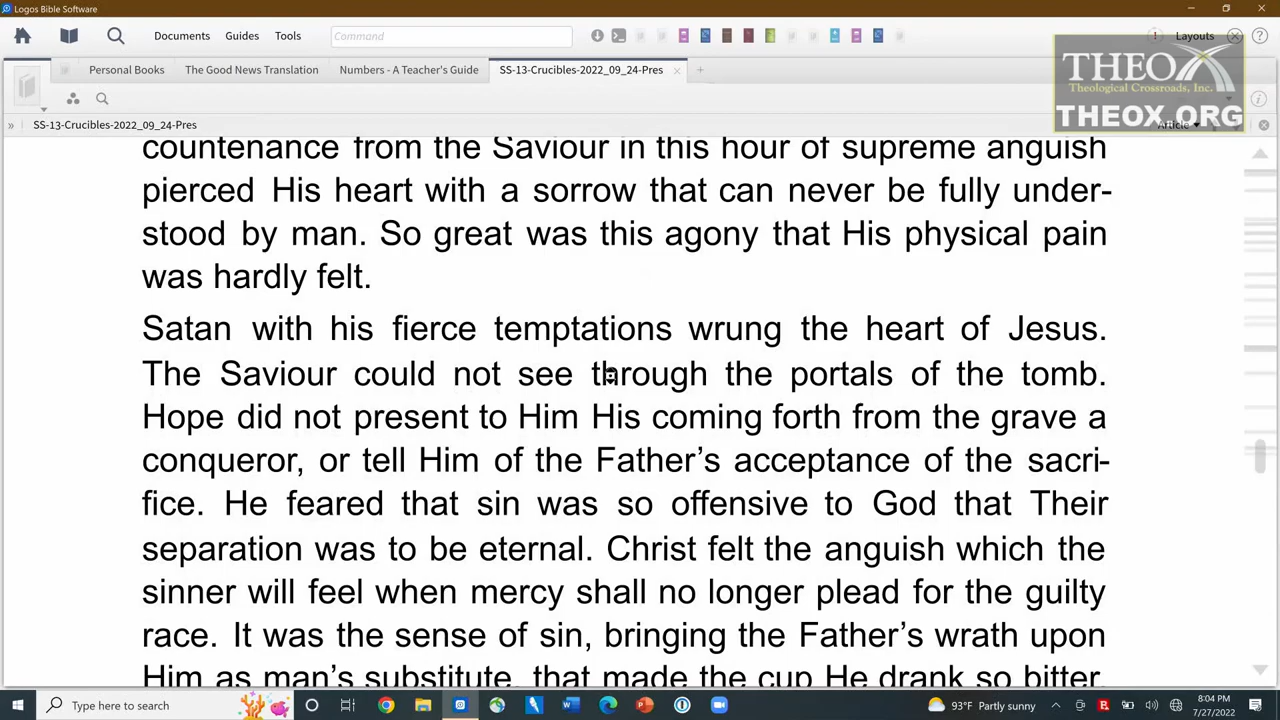 Logos Bible Software
Documents Guides Tools Command Layouts
Personal Books The Good News Translation Numbers - A Teacher's Guide SS-13-Crucibles-2022_09_24-Pres
THEOX
Theological Crossroads, Inc.
THEOX.ORG
SS-13-Crucibles-2022_09_24-Pres Article
countenance from the Saviour in this hour of supreme anguish
pierced His heart with a sorrow that can never be fully under-
stood by man. So great was this agony that His physical pain
was hardly felt.
Satan with his fierce temptations wrung the heart of Jesus.
The Saviour could not see through the portals of the tomb.
Hope did not present to Him His coming forth from the grave a
conqueror, or tell Him of the Father’s acceptance of the sacri-
fice. He feared that sin was so offensive to God that Their
separation was to be eternal. Christ felt the anguish which the
sinner will feel when mercy shall no longer plead for the guilty
race. It was the sense of sin, bringing the Father’s wrath upon
Him as man’s substitute, that made the cup He drank so bitter,
Type here to search 93°F Partly sunny 8:04 PM
7/27/2022